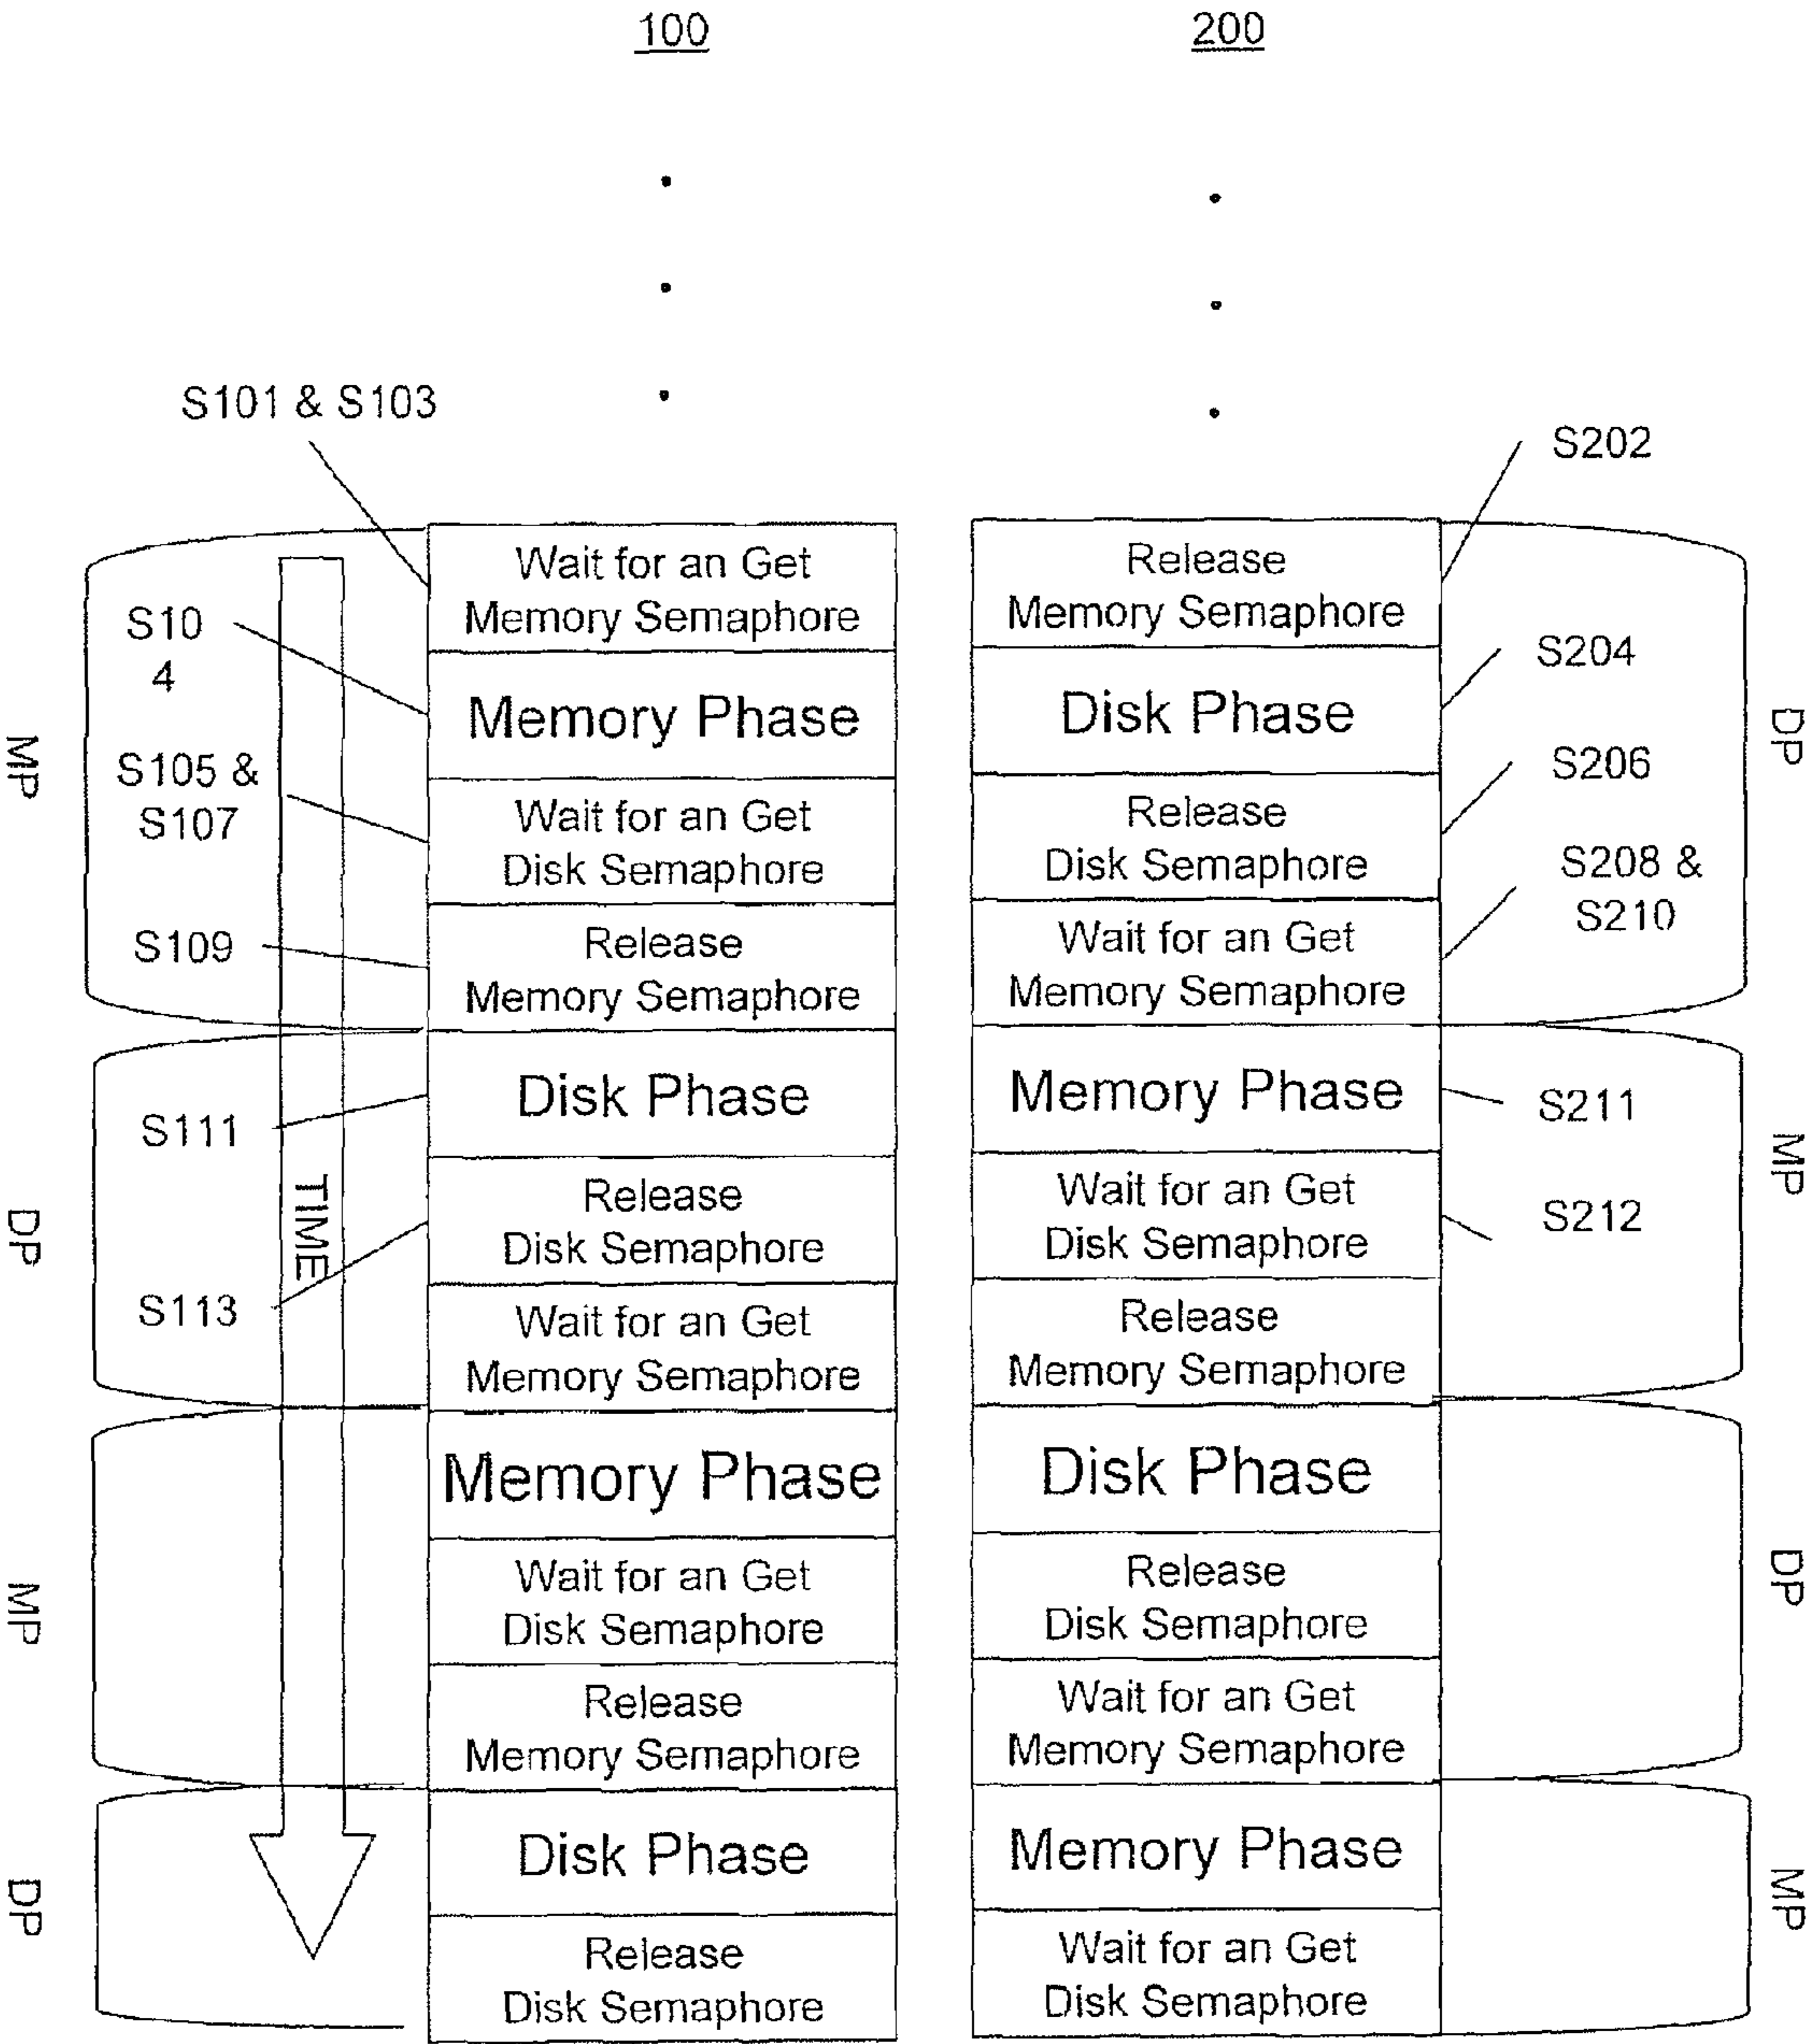 100
200
S101 & S103
S202
Wait for an Get
Memory Semaphore
Release
Memory Semaphore
S10
4
Memory Phase
Disk Phase
S204
MP
DP
S105 &
S107
Wait for an Get
Disk Semaphore
Release
Disk Semaphore
S206
S208 &
S210
S109
Release
Memory Semaphore
Wait for an Get
Memory Semaphore
S111
Disk Phase
Memory Phase
S211
DP
MP
TIME
Release
Disk Semaphore
Wait for an Get
Disk Semaphore
S212
S113
Wait for an Get
Memory Semaphore
Release
Memory Semaphore
Memory Phase
Disk Phase
MP
DP
Wait for an Get
Disk Semaphore
Release
Disk Semaphore
Release
Memory Semaphore
Wait for an Get
Memory Semaphore
Disk Phase
Memory Phase
DP
MP
Release
Disk Semaphore
Wait for an Get
Disk Semaphore